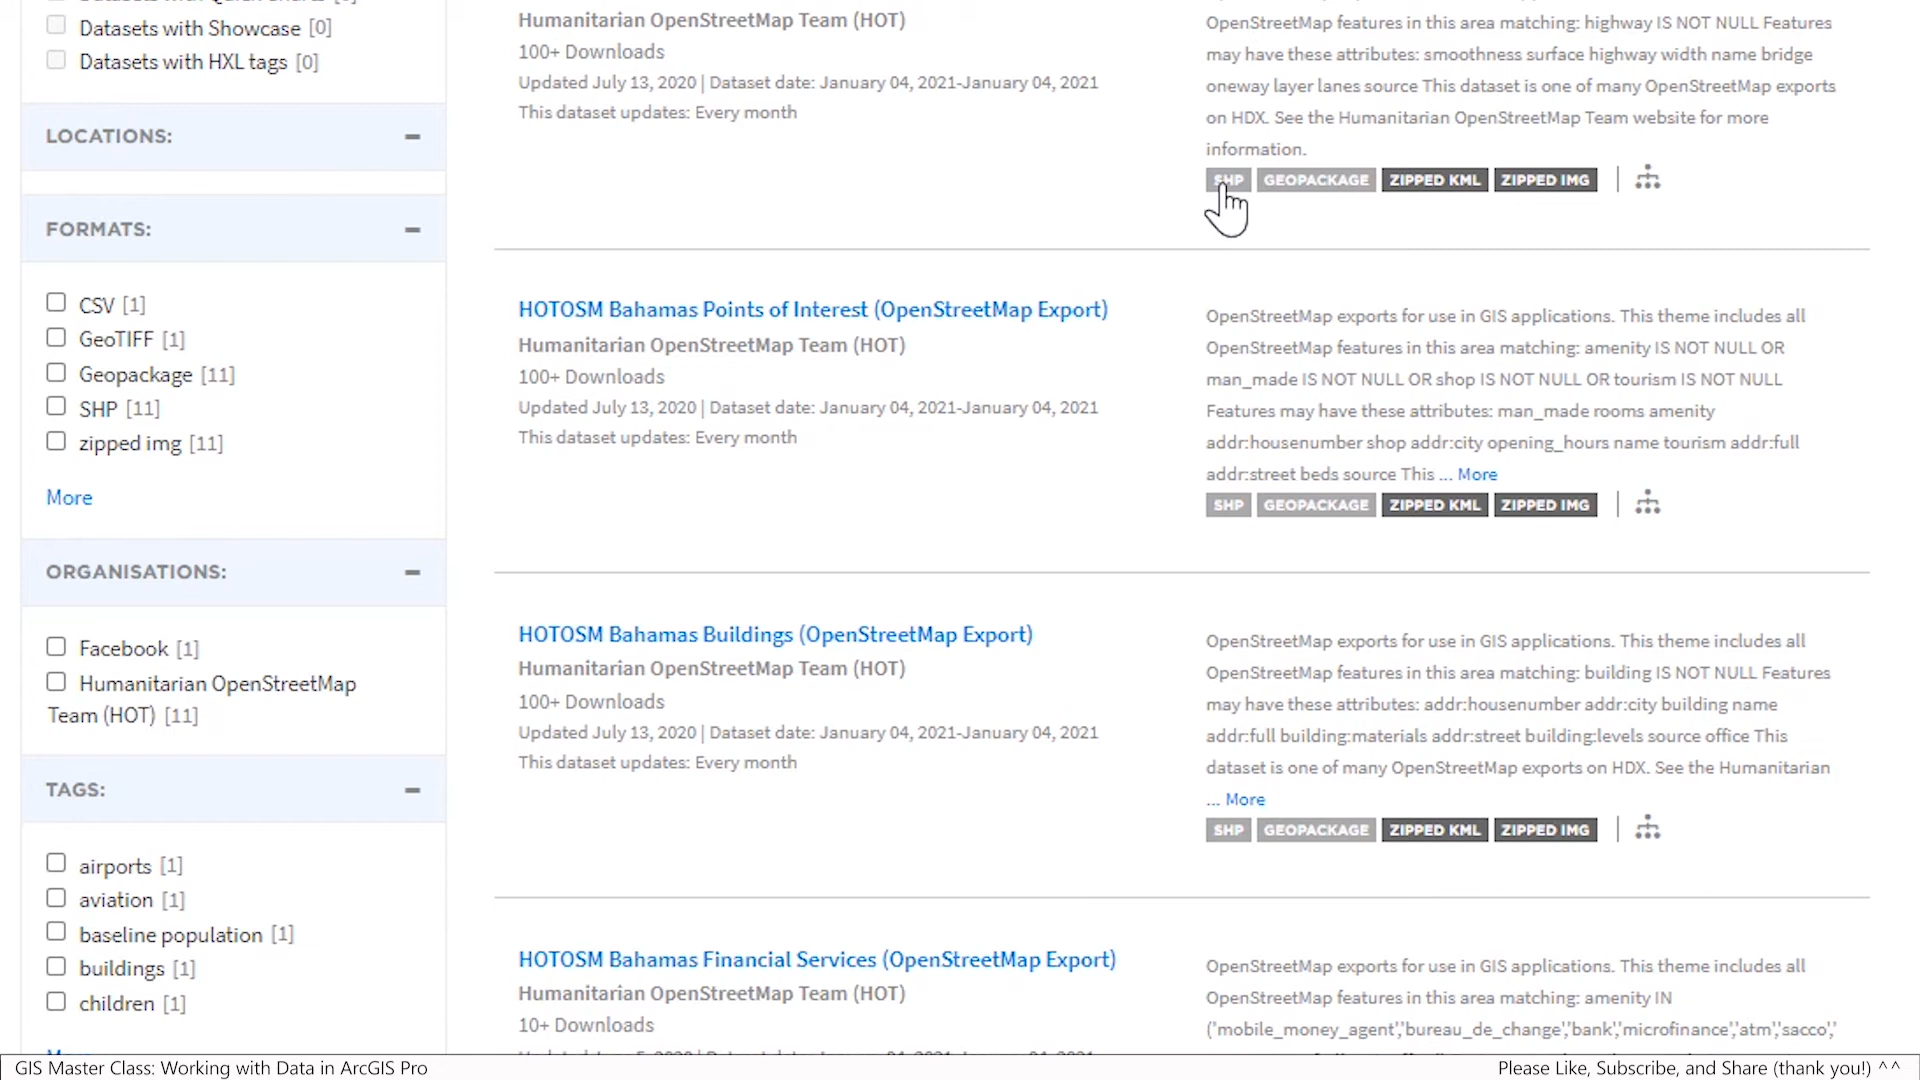 Datasets with Showcase [0]
Datasets with HXL tags [0]
LOCATIONS:
FORMATS:
CSV [1]
GeoTIFF [1]
Geopackage [11]
SHP [11]
zipped img [11]
More
ORGANISATIONS:
Facebook [1]
Humanitarian OpenStreetMap
Team (HOT) [11]
TAGS:
airports [1]
aviation [1]
baseline population [1]
buildings [1]
children [1]
Humanitarian OpenStreetMap Team (HOT)
100+ Downloads
Updated July 13, 2020 | Dataset date: January 04, 2021-January 04, 2021
This dataset updates: Every month
OpenStreetMap features in this area matching: highway IS NOT NULL Features
may have these attributes: smoothness surface highway width name bridge
oneway layer lanes source This dataset is one of many OpenStreetMap exports
on HDX. See the Humanitarian OpenStreetMap Team website for more
information.
SHP GEOPACKAGE ZIPPED KML ZIPPED IMG
HOTOSM Bahamas Points of Interest (OpenStreetMap Export)
Humanitarian OpenStreetMap Team (HOT)
100+ Downloads
Updated July 13, 2020 | Dataset date: January 04, 2021-January 04, 2021
This dataset updates: Every month
OpenStreetMap exports for use in GIS applications. This theme includes all
OpenStreetMap features in this area matching: amenity IS NOT NULL OR
man_made IS NOT NULL OR shop IS NOT NULL OR tourism IS NOT NULL
Features may have these attributes: man_made rooms amenity
addr:housenumber shop addr:city opening_hours name tourism addr:full
addr:street beds source This ... More
SHP GEOPACKAGE ZIPPED KML ZIPPED IMG
HOTOSM Bahamas Buildings (OpenStreetMap Export)
Humanitarian OpenStreetMap Team (HOT)
100+ Downloads
Updated July 13, 2020 | Dataset date: January 04, 2021-January 04, 2021
This dataset updates: Every month
OpenStreetMap exports for use in GIS applications. This theme includes all
OpenStreetMap features in this area matching: building IS NOT NULL Features
may have these attributes: addr:housenumber addr:city building name
addr:full building:materials addr:street building:levels source office This
dataset is one of many OpenStreetMap exports on HDX. See the Humanitarian
... More
SHP GEOPACKAGE ZIPPED KML ZIPPED IMG
HOTOSM Bahamas Financial Services (OpenStreetMap Export)
Humanitarian OpenStreetMap Team (HOT)
10+ Downloads
OpenStreetMap exports for use in GIS applications. This theme includes all
OpenStreetMap features in this area matching: amenity IN
('mobile_money_agent','bureau_de_change','bank','microfinance','atm','sacco','
GIS Master Class: Working with Data in ArcGIS Pro
Please Like, Subscribe, and Share (thank you!) ^^